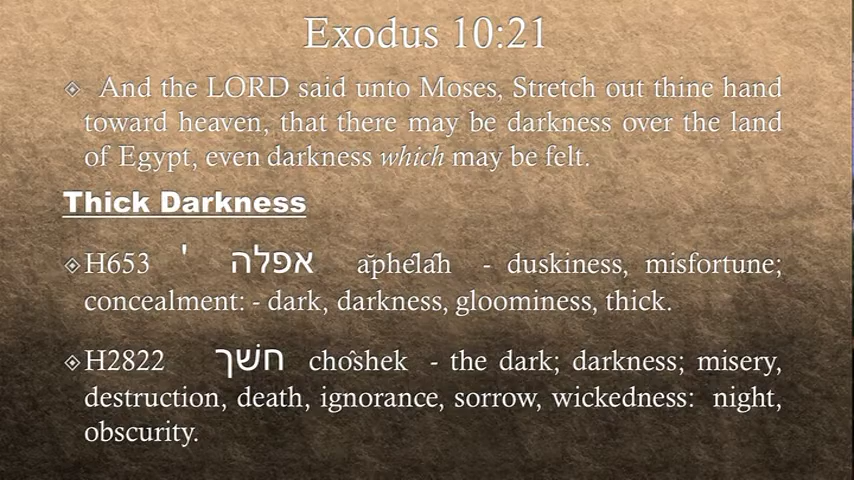 Exodus 10:21
And the LORD said unto Moses, Stretch out thine hand
toward heaven, that there may be darkness over the land
of Egypt, even darkness which may be felt.
Thick Darkness
H653 ' אפלה ăphêlâh - duskiness, misfortune;
concealment: - dark, darkness, gloominess, thick.
H2822 חשׁך chôshek - the dark; darkness; misery,
destruction, death, ignorance, sorrow, wickedness: night,
obscurity.